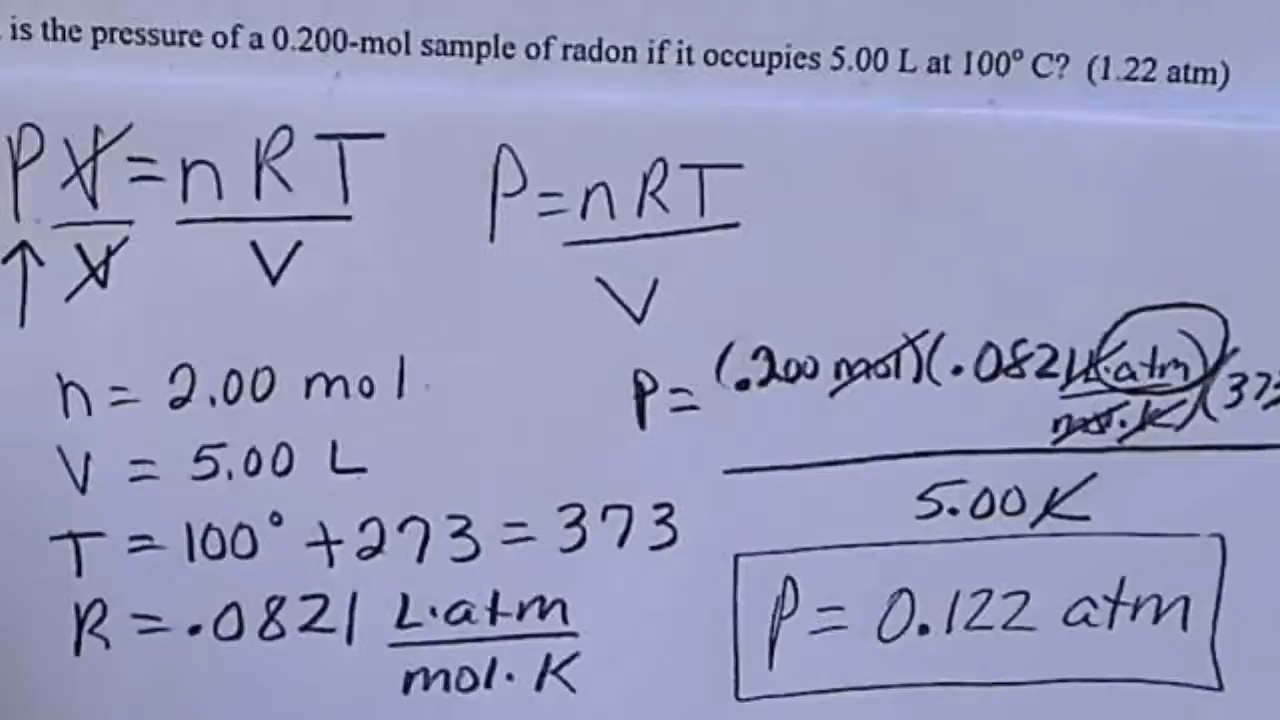 is the pressure of a 0.200-mol sample of radon if it occupies 5.00 L at 100° C? (1.22 atm)
PV = nRT
V V
P = nRT
V
n = 2.00 mol
V = 5.00 L
T = 100° + 273 = 373
R = .0821 L·atm
mol·K
P = (.200 mol)(.0821 L·atm)(373
mol·K
5.00 L
P = 0.122 atm